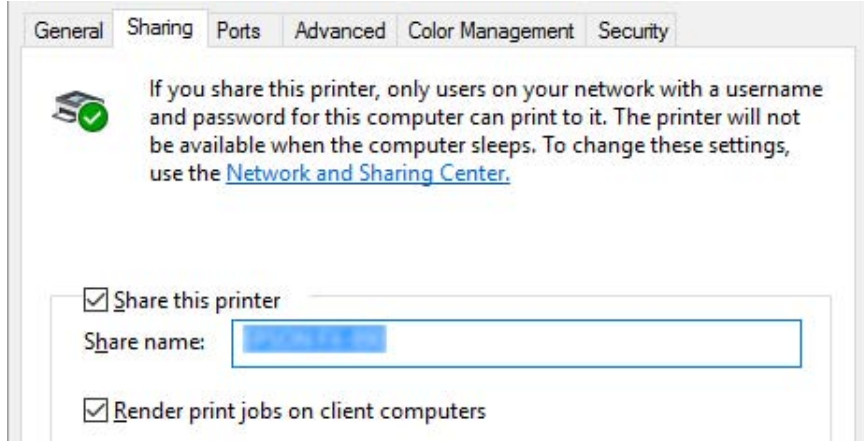 General Sharing Ports Advanced Color Management Security
If you share this printer, only users on your network with a username
and password for this computer can print to it. The printer will not
be available when the computer sleeps. To change these settings,
use the Network and Sharing Center.
Share this printer
Share name:
Render print jobs on client computers